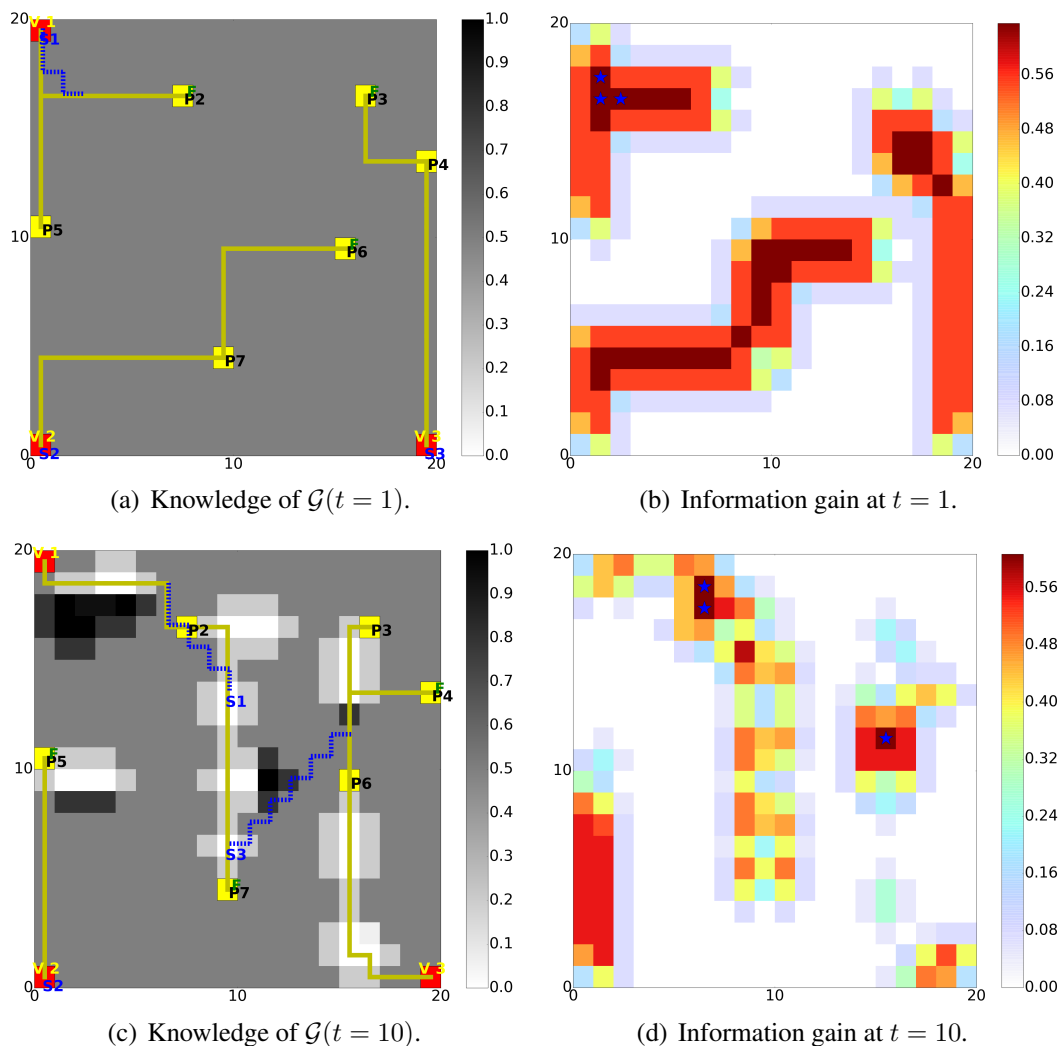 20
V 1
S1
F
P2
F
P3
P4
10
P5
F
P6
P7
V 2
S2
V 3
S3
0
10
20
1.0
0.9
0.8
0.7
0.6
0.5
0.4
0.3
0.2
0.1
0.0
20
10
0
0
10
20
0.56
0.48
0.40
0.32
0.24
0.16
0.08
0.00
(a) Knowledge of G(t = 1).
(b) Information gain at t = 1.
20
V 1
P2
P3
F
P4
S1
10
F
P5
P6
S3
F
P7
V 2
S2
V 3
0
0
10
20
1.0
0.9
0.8
0.7
0.6
0.5
0.4
0.3
0.2
0.1
0.0
20
10
0
0
10
20
0.56
0.48
0.40
0.32
0.24
0.16
0.08
0.00
(c) Knowledge of G(t = 10).
(d) Information gain at t = 10.